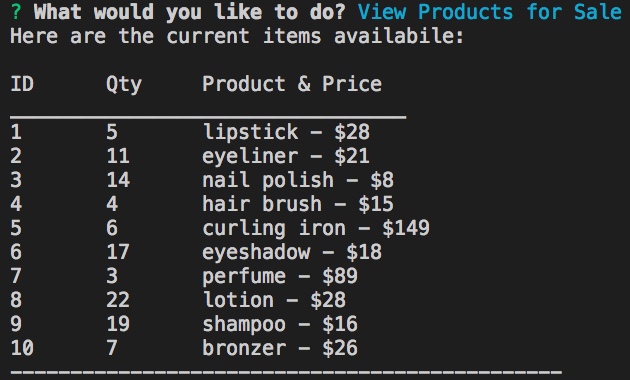 ? What would you like to do? View Products for Sale
Here are the current items availabile:
ID Qty Product & Price
1 5 lipstick – $28
2 11 eyeliner – $21
3 14 nail polish – $8
4 4 hair brush – $15
5 6 curling iron – $149
6 17 eyeshadow – $18
7 3 perfume – $89
8 22 lotion – $28
9 19 shampoo – $16
10 7 bronzer – $26